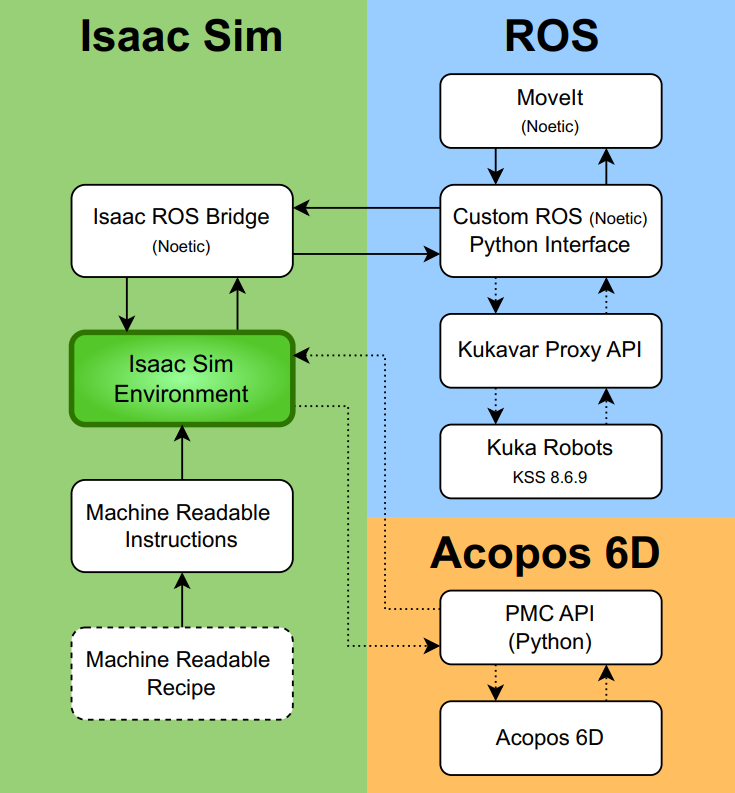 Isaac Sim
Isaac ROS Bridge
(Noetic)
Isaac Sim
Environment
Machine Readable
Instructions
Machine Readable
Recipe
ROS
MoveIt
(Noetic)
Custom ROS (Noetic)
Python Interface
Kukavar Proxy API
Kuka Robots
KSS 8.6.9
Acopos 6D
PMC API
(Python)
Acopos 6D